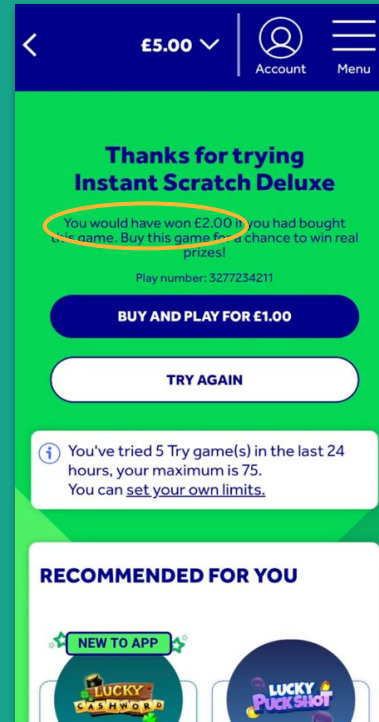 £5.00
Account
Menu
Thanks for trying
Instant Scratch Deluxe
You would have won £2.00 if you had bought
this game. Buy this game for a chance to win real
prizes!
Play number: 3277234211
BUY AND PLAY FOR £1.00
TRY AGAIN
You've tried 5 Try game(s) in the last 24
hours, your maximum is 75.
You can set your own limits.
RECOMMENDED FOR YOU
NEW TO APP
LUCKY
CASHWORD
LUCKY
PUCKSHOT